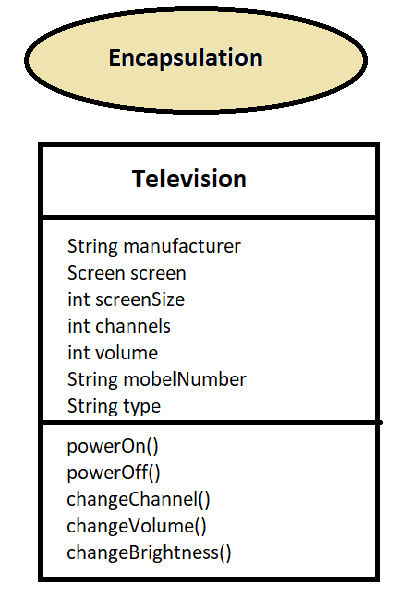 Encapsulation
Television
String manufacturer
Screen screen
int screenSize
int channels
int volume
String mobelNumber
String type
powerOn()
powerOff()
changeChannel()
changeVolume()
changeBrightness()